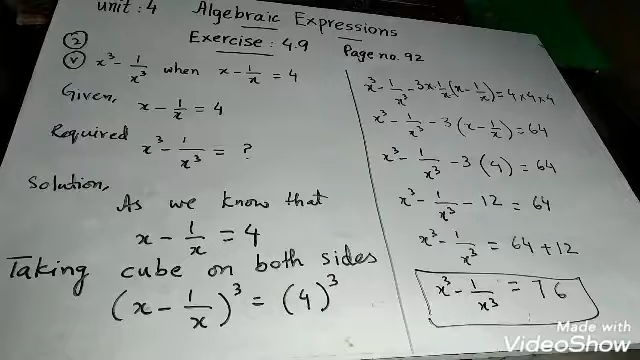 unit : 4 Algebraic Expressions
Exercise : 4.9 Page no. 92
② 
ⓥ x³ - 1/x³ when x - 1/x = 4
Given,
x - 1/x = 4
Required
x³ - 1/x³ = ?
Solution,
As we know that
x - 1/x = 4
Taking cube on both sides
(x - 1/x)³ = (4)³
x³ - 1/x³ - 3x·1/x(x - 1/x) = 4×4×4
x³ - 1/x³ - 3(x - 1/x) = 64
x³ - 1/x³ - 3(4) = 64
x³ - 1/x³ - 12 = 64
x³ - 1/x³ = 64 + 12
x³ - 1/x³ = 76
Made with
VideoShow